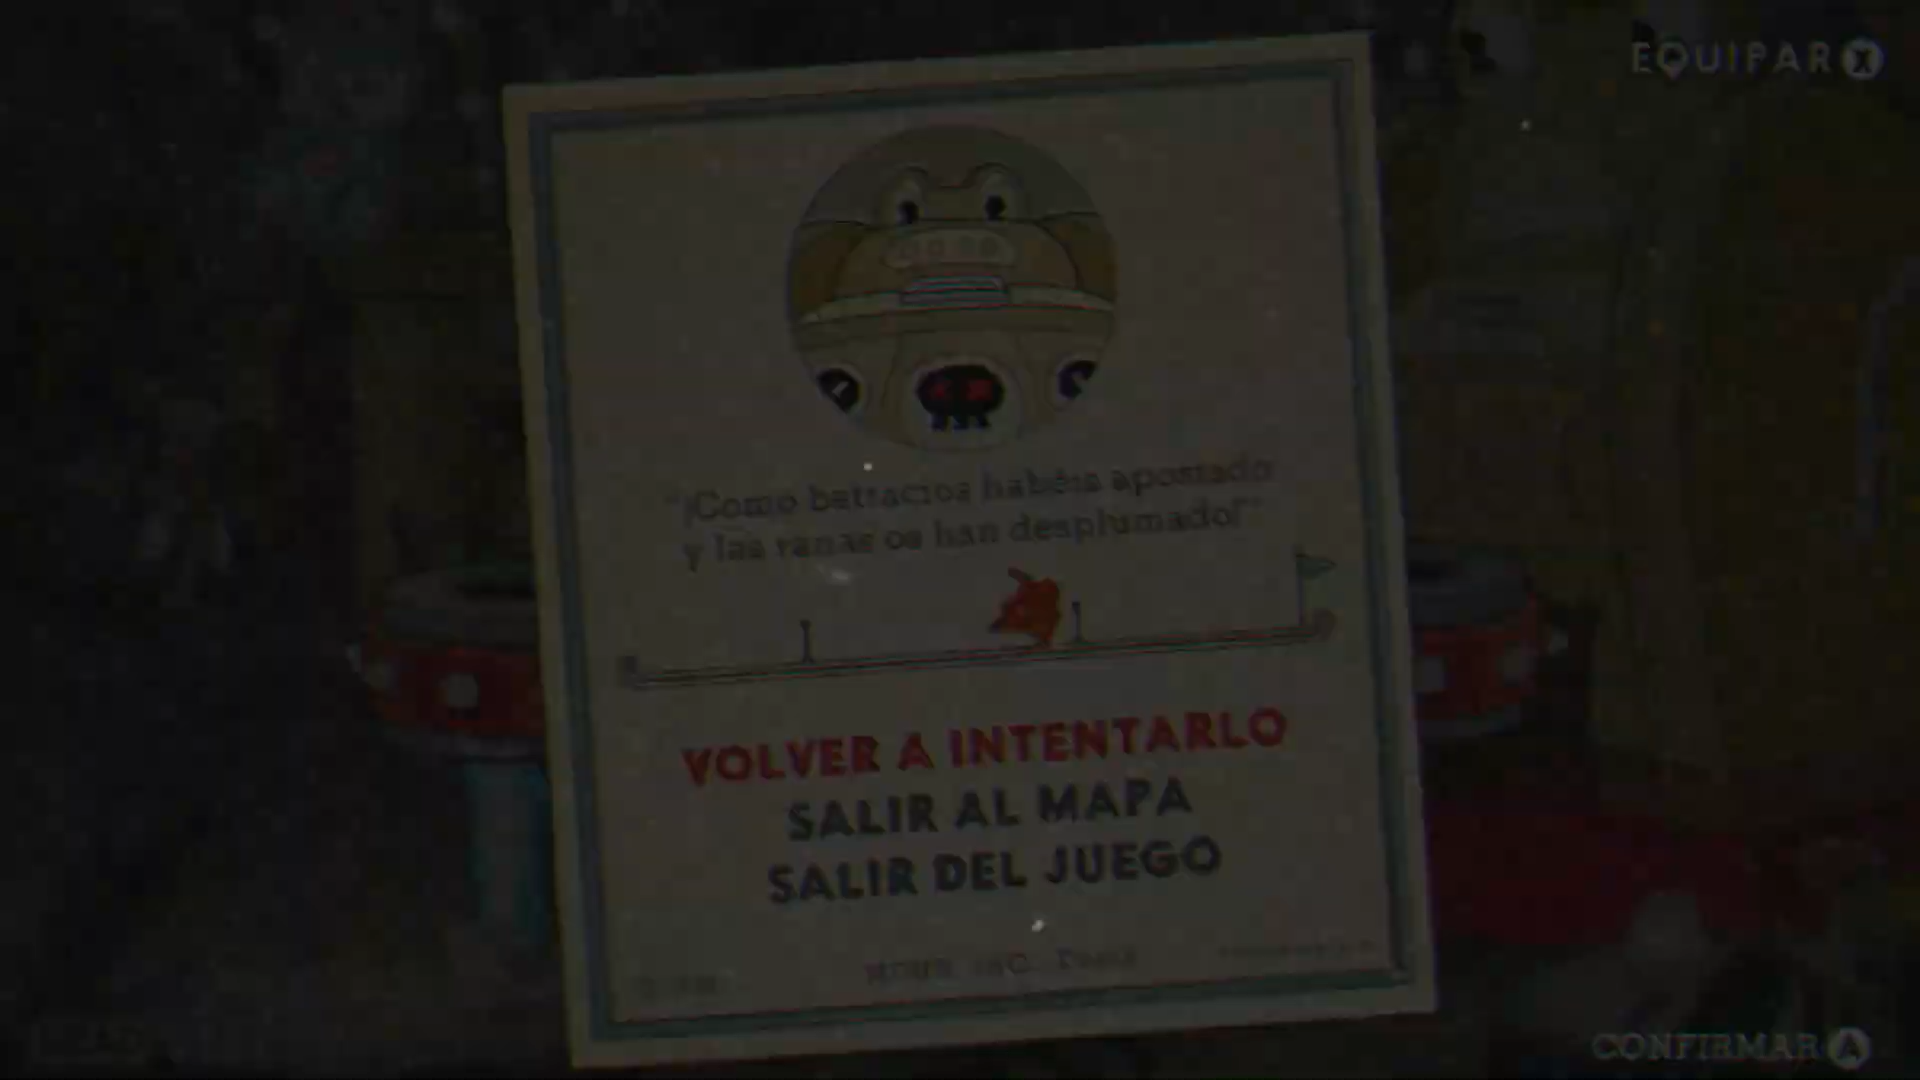 EQUIPAR X
"¡Como batracios habéis apostado
y las ranas os han desplumado!"
VOLVER A INTENTARLO
SALIR AL MAPA
SALIR DEL JUEGO
INC.
CONFIRMAR A